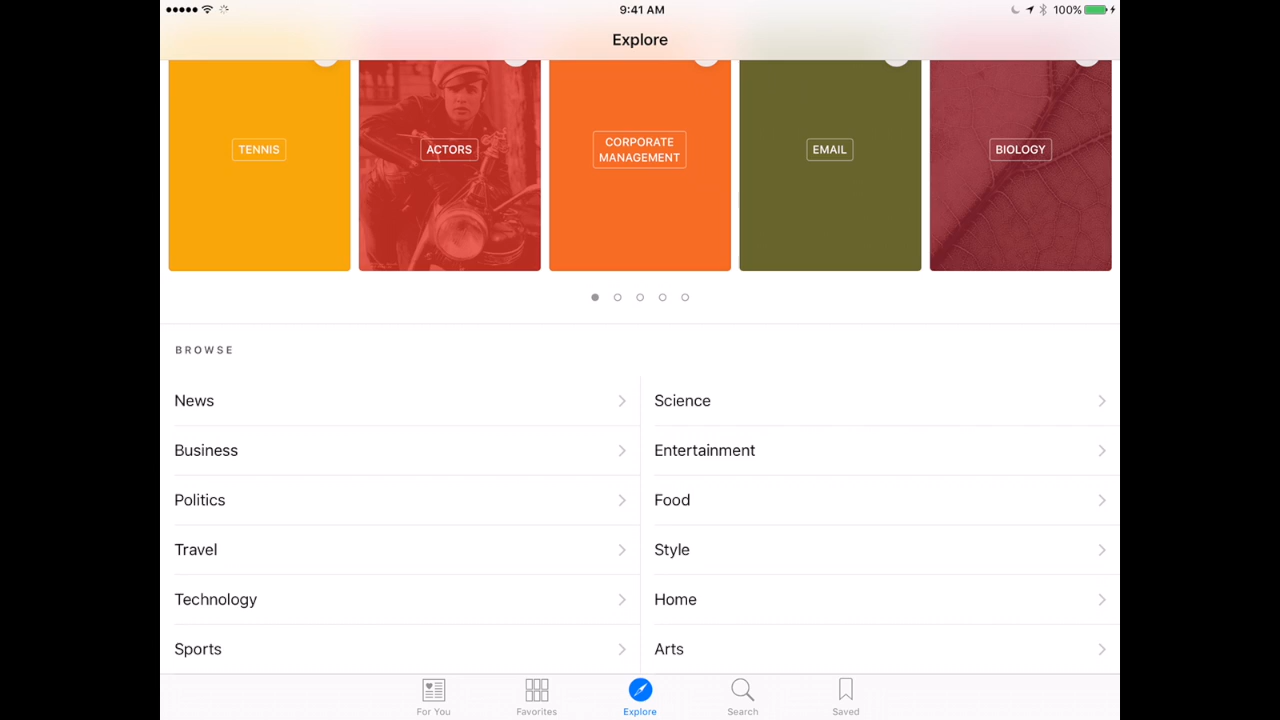 9:41 AM
100%
Explore
TENNIS
ACTORS
CORPORATE
MANAGEMENT
EMAIL
BIOLOGY
BROWSE
News
Science
Business
Entertainment
Politics
Food
Travel
Style
Technology
Home
Sports
Arts
For You
Favorites
Explore
Search
Saved